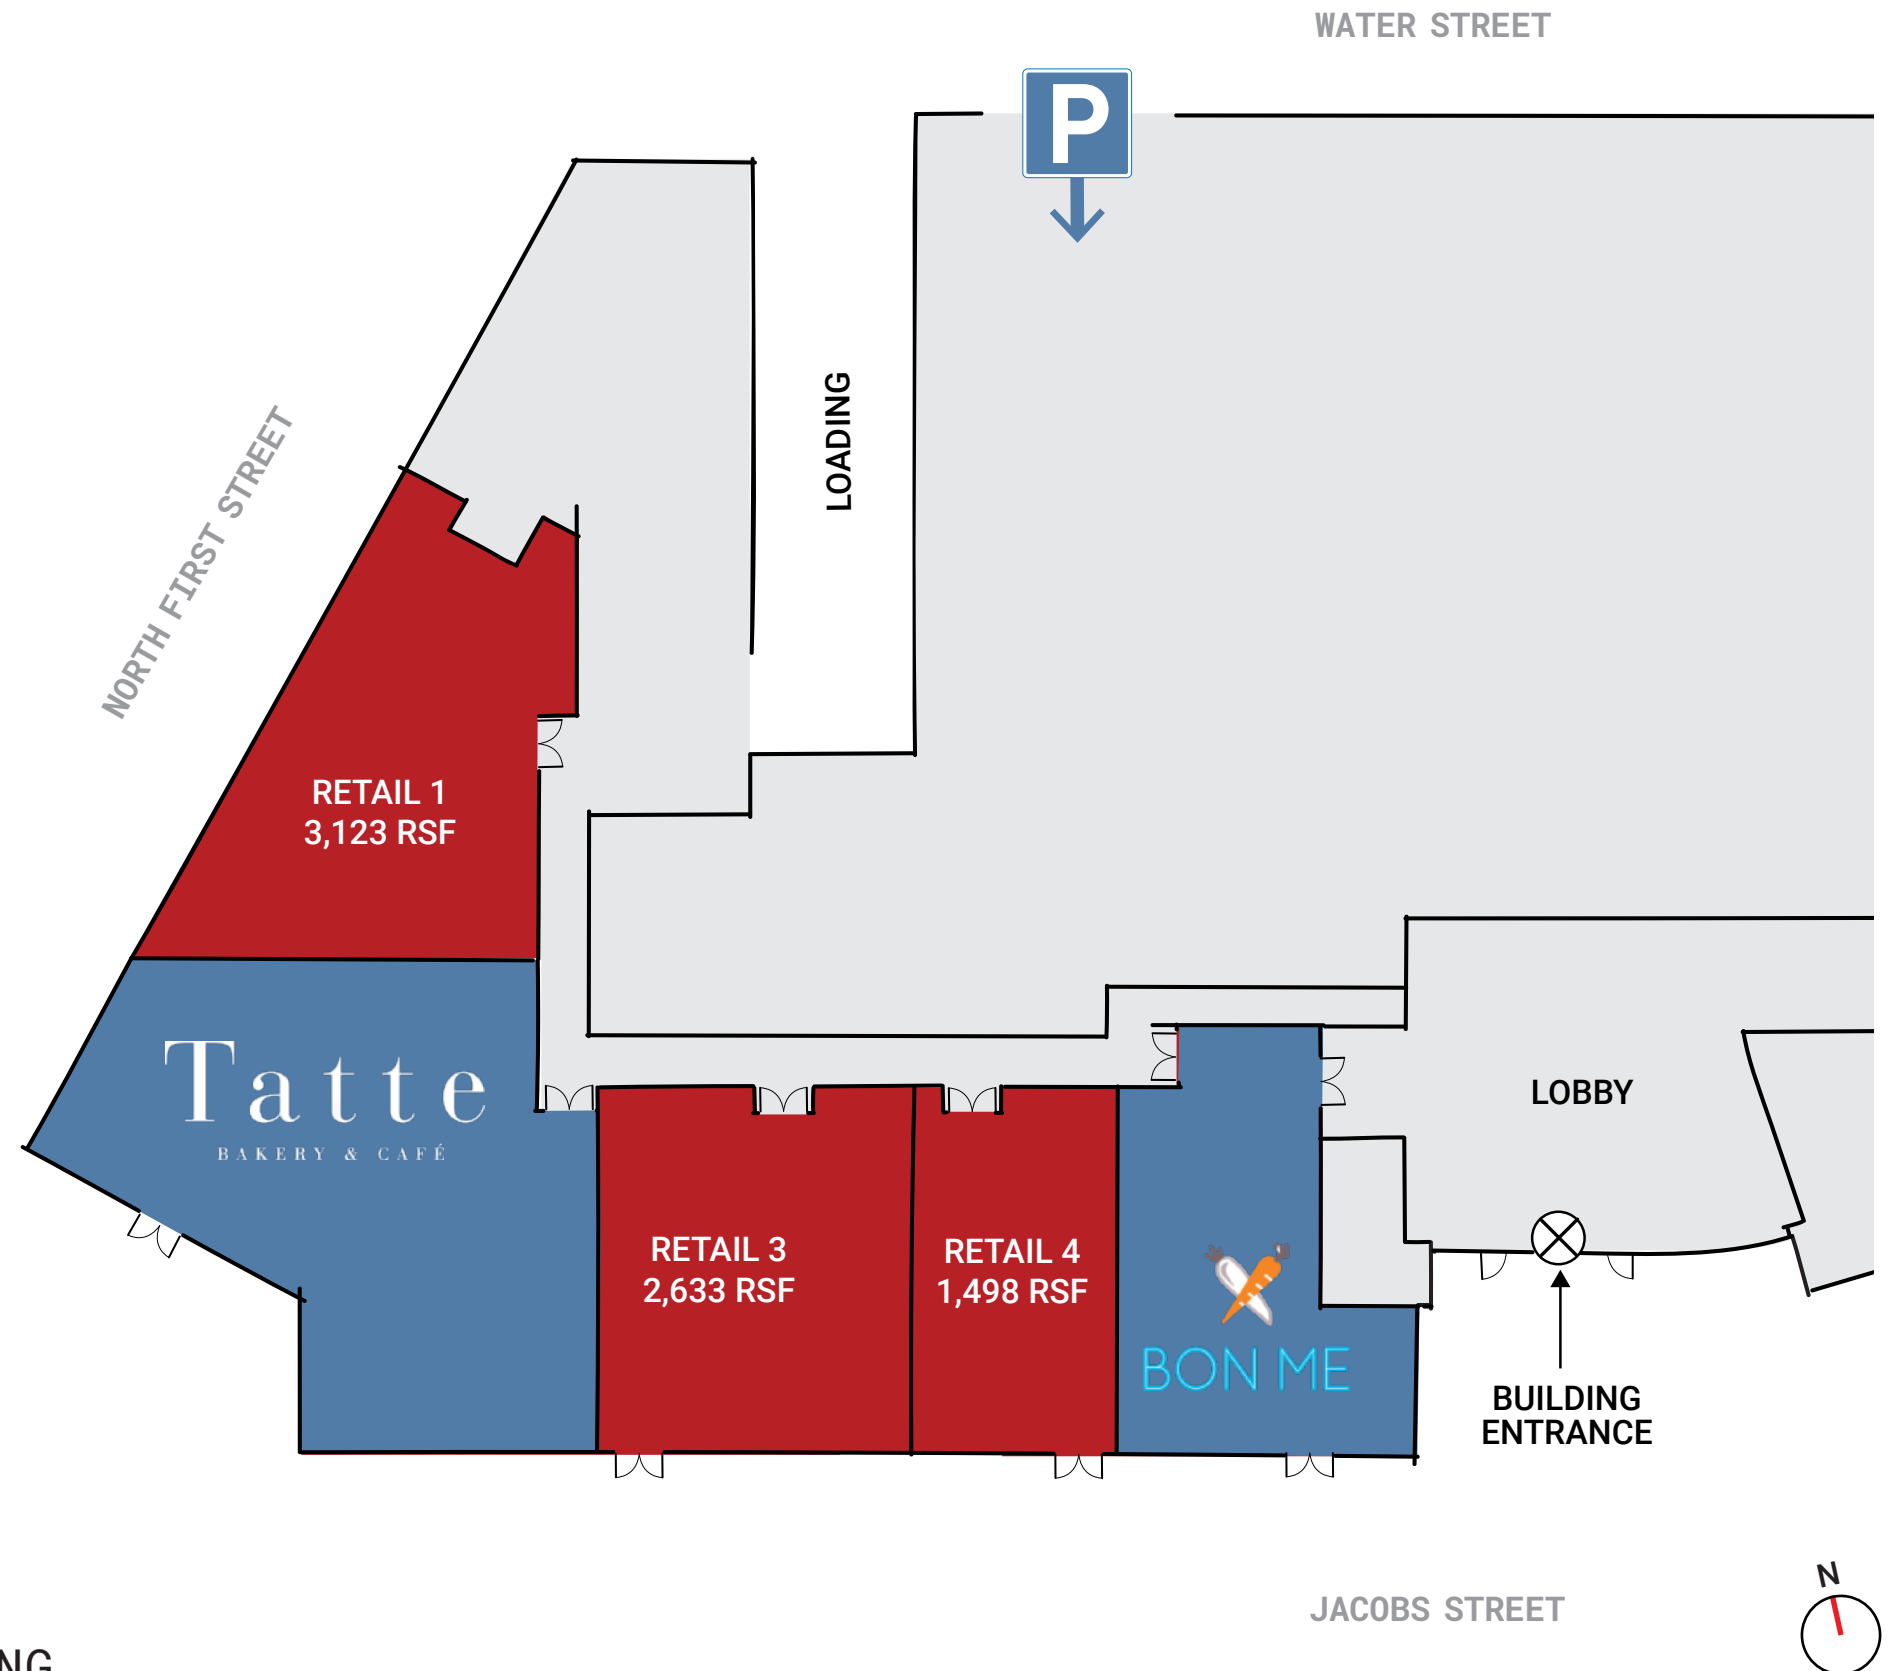 WATER STREET
P
LOADING
NORTH FIRST STREET
RETAIL 1
3,123 RSF
Tatte
BAKERY & CAFÉ
LOBBY
RETAIL 3
2,633 RSF
RETAIL 4
1,498 RSF
BON ME
BUILDING
ENTRANCE
JACOBS STREET
N
NG